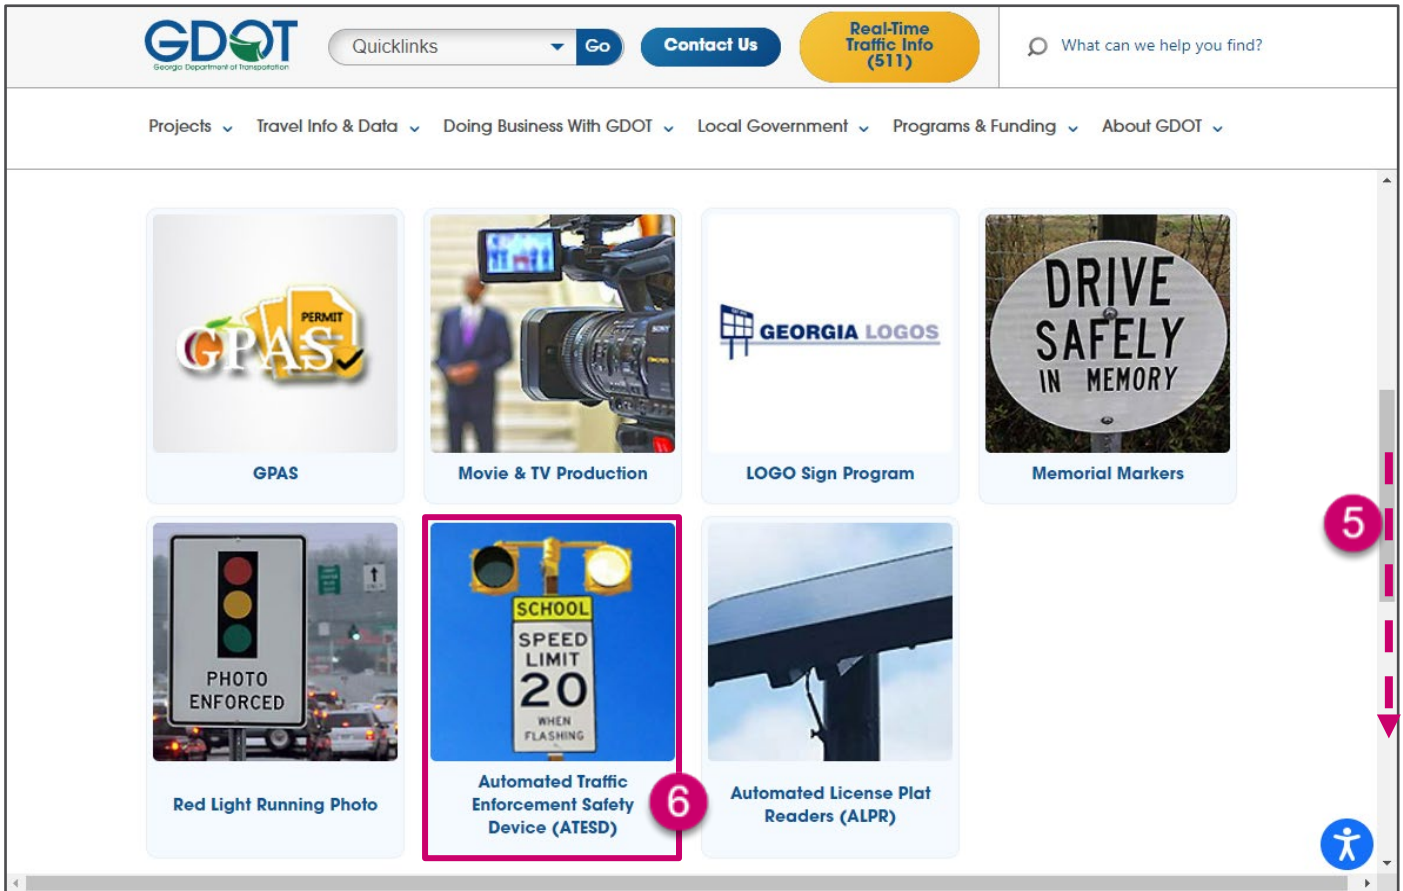 GDOT
Georgia Department of Transportation
Quicklinks
Go
Contact Us
Real-Time
Traffic Info
(511)
What can we help you find?
Projects
Travel Info & Data
Doing Business With GDOT
Local Government
Programs & Funding
About GDOT
PERMIT
GPAS
GPAS
SONY
Movie & TV Production
GEORGIA LOGOS
LOGO Sign Program
DRIVE
SAFELY
IN MEMORY
Memorial Markers
5
PHOTO
ENFORCED
Red Light Running Photo
SCHOOL
SPEED
LIMIT
20
WHEN
FLASHING
Automated Traffic
Enforcement Safety
Device (ATESD)
6
Automated License Plat
Readers (ALPR)